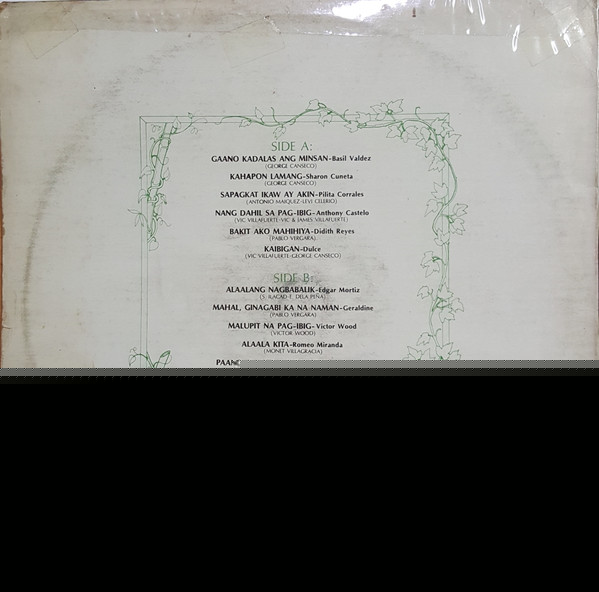 SIDE A:
GAANO KADALAS ANG MINSAN-Basil Valdez
(GEORGE CANSECO)
KAHAPON LAMANG-Sharon Cuneta
(GEORGE CANSECO)
SAPAGKAT IKAW AY AKIN-Pilita Corrales
(ANTONIO MAIQUEZ-LEVI CELERIO)
NANG DAHIL SA PAG-IBIG-Anthony Castelo
(VIC VILLAFUERTE-VIC & JAMES VILLAFUERTE)
BAKIT AKO MAHIHIYA-Didith Reyes
(PABLO VERGARA)
KAIBIGAN-Dulce
(VIC VILLAFUERTE-GEORGE CANSECO)
SIDE B:
ALAALANG NAGBABALIK-Edgar Mortiz
(S. ILACAD-E. DELA PEÑA)
MAHAL, GINAGABI KA NA NAMAN-Geraldine
(PABLO VERGARA)
MALUPIT NA PAG-IBIG-Victor Wood
(VICTOR WOOD)
ALAALA KITA-Romeo Miranda
(MONET VILLAGRACIA)